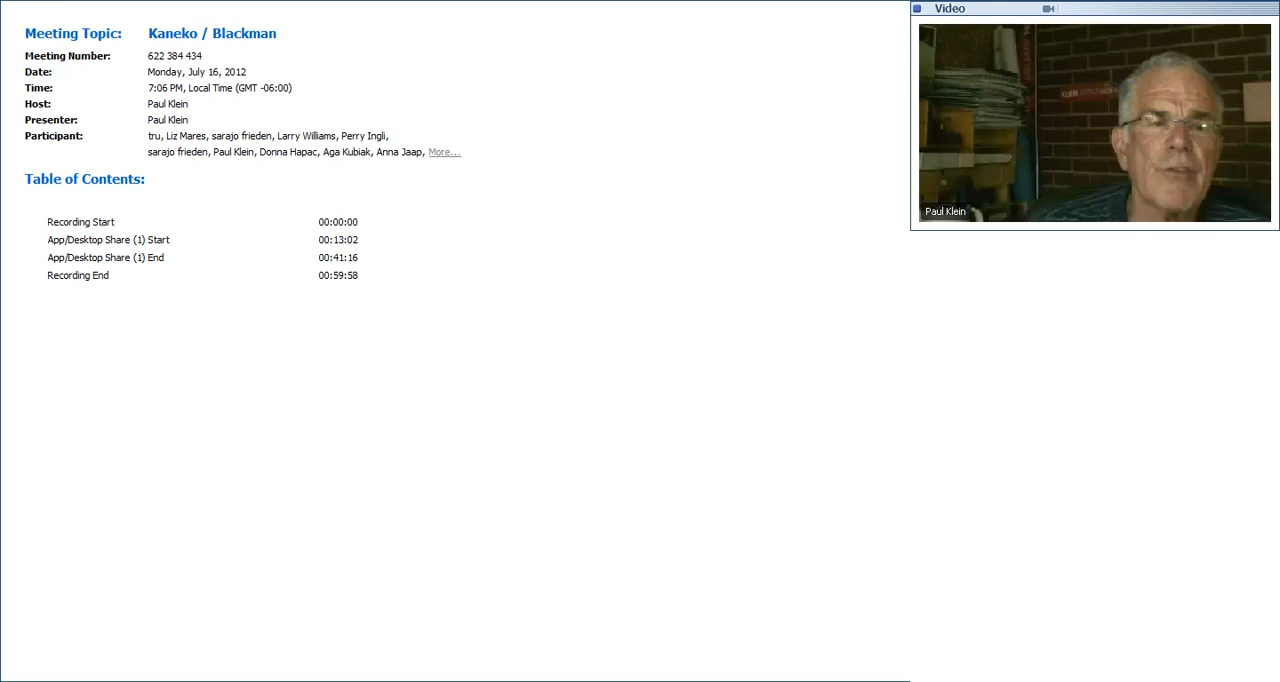 Meeting Topic: Kaneko / Blackman
Meeting Number: 622 384 434
Date: Monday, July 16, 2012
Time: 7:06 PM, Local Time (GMT -06:00)
Host: Paul Klein
Presenter: Paul Klein
Participant: tru, Liz Mares, sarajo frieden, Larry Williams, Perry Ingli,
sarajo frieden, Paul Klein, Donna Hapac, Aga Kubiak, Anna Jaap, More...
Table of Contents:
Recording Start 00:00:00
App/Desktop Share (1) Start 00:13:02
App/Desktop Share (1) End 00:41:16
Recording End 00:59:58
Video
KLEIN
Paul Klein